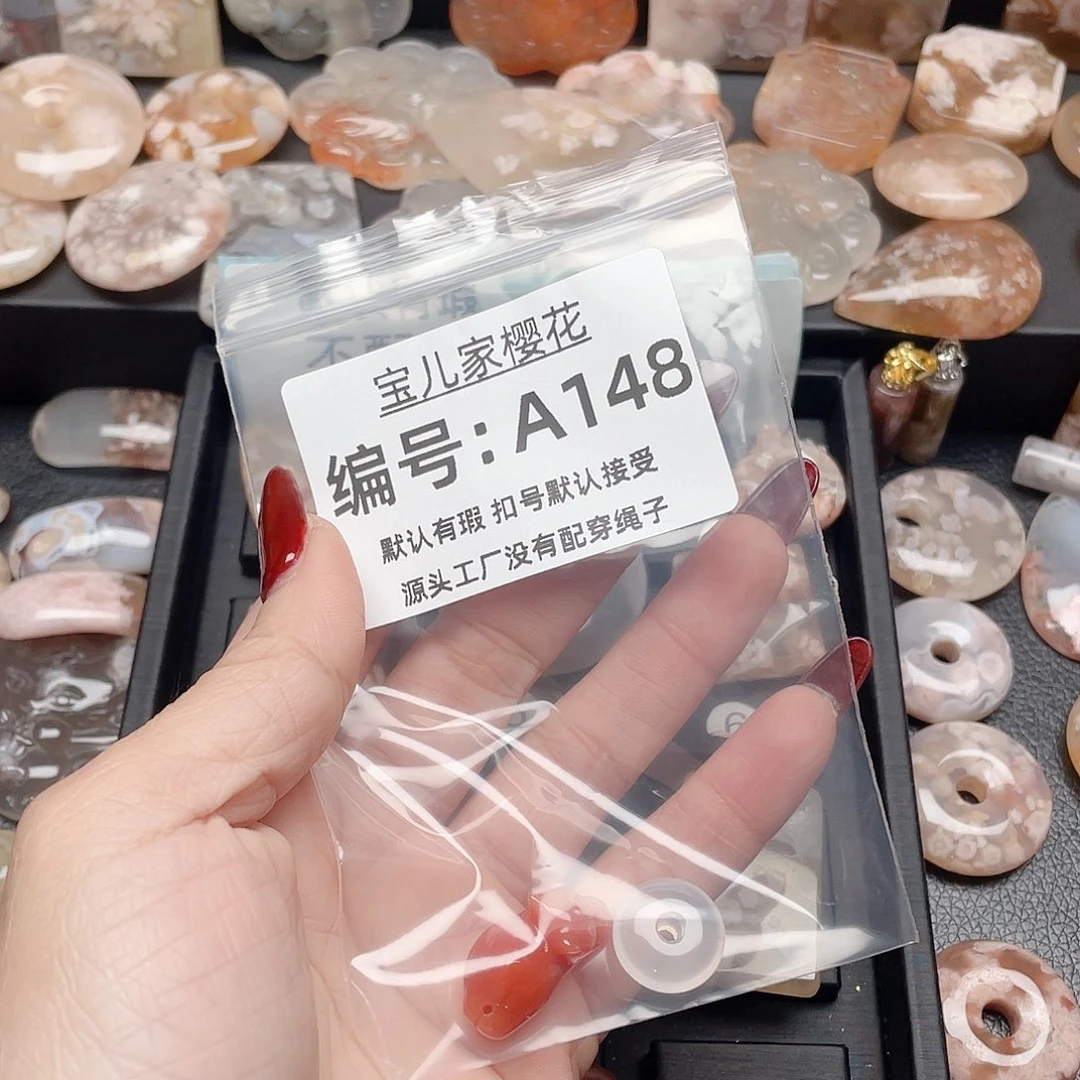 宝儿家樱花
编号: A148
默认有瑕 扣号默认接受
源头工厂没有配穿绳子